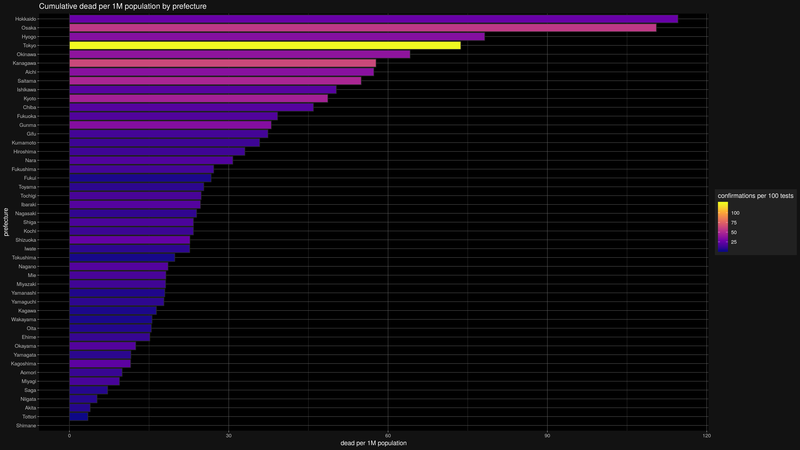 Cumulative dead per 1M population by prefecture
Hokkaido
Osaka
Hyogo
Tokyo
Okinawa
Kanagawa
Aichi
Saitama
Ishikawa
Kyoto
Chiba
Fukuoka
Gunma
Gifu
Kumamoto
Hiroshima
Nara
Fukushima
Fukui
Toyama
Tochigi
Ibaraki
Nagasaki
Shiga
Kochi
Shizuoka
Iwate
Tokushima
Nagano
Mie
Miyazaki
Yamanashi
Yamaguchi
Kagawa
Wakayama
Oita
Ehime
Okayama
Yamagata
Kagoshima
Aomori
Miyagi
Saga
Niigata
Akita
Tottori
Shimane
prefecture
0 30 60 90 120
dead per 1M population
confirmations per 100 tests
100
75
50
25